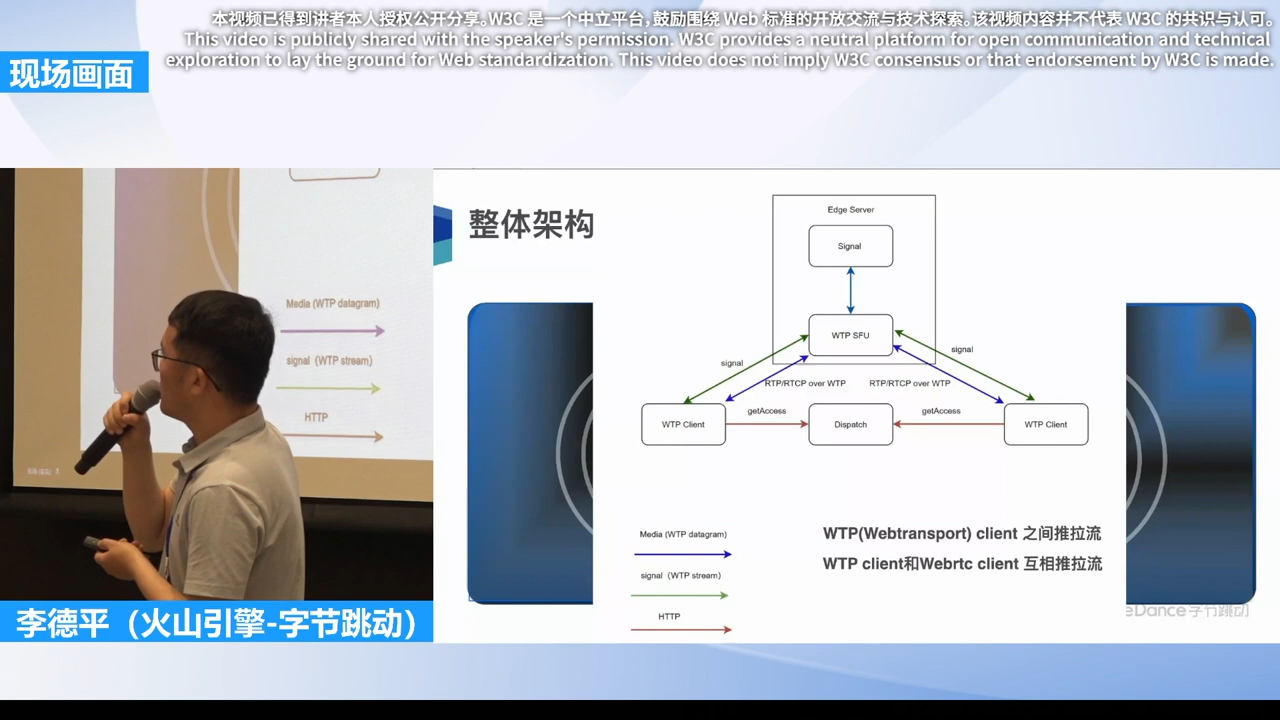 本视频已得到讲者本人授权公开分享。W3C 是一个中立平台，鼓励围绕 Web 标准的开放交流与技术探索。该视频内容并不代表 W3C 的共识与认可。
This video is publicly shared with the speaker's permission. W3C provides a neutral platform for open communication and technical
exploration to lay the ground for Web standardization. This video does not imply W3C consensus or that endorsement by W3C is made.
现场画面
Media (WTP datagram)
signal（WTP stream)
HTTP
李德平（火山引擎-字节跳动）
整体架构
Edge Server
Signal
WTP SFU
signal
signal
RTP/RTCP over WTP
RTP/RTCP over WTP
getAccess
getAccess
WTP Client
Dispatch
WTP Client
Media (WTP datagram)
signal（WTP stream)
HTTP
WTP(Webtransport) client 之间推拉流
WTP client和Webrtc client 互相推拉流
eDance 字节跳动